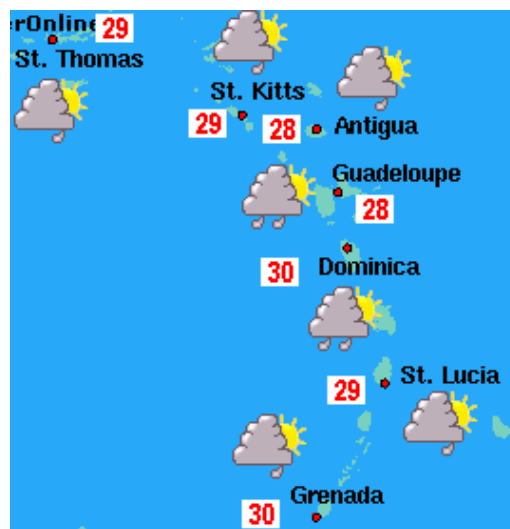 erOnline
29
St. Thomas
St. Kitts
29
28
Antigua
Guadeloupe
28
30
Dominica
29
St. Lucia
Grenada
30